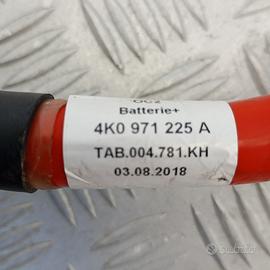 Batterie+
4K0 971 225 A
TAB.004.781.KH
03.08.2018